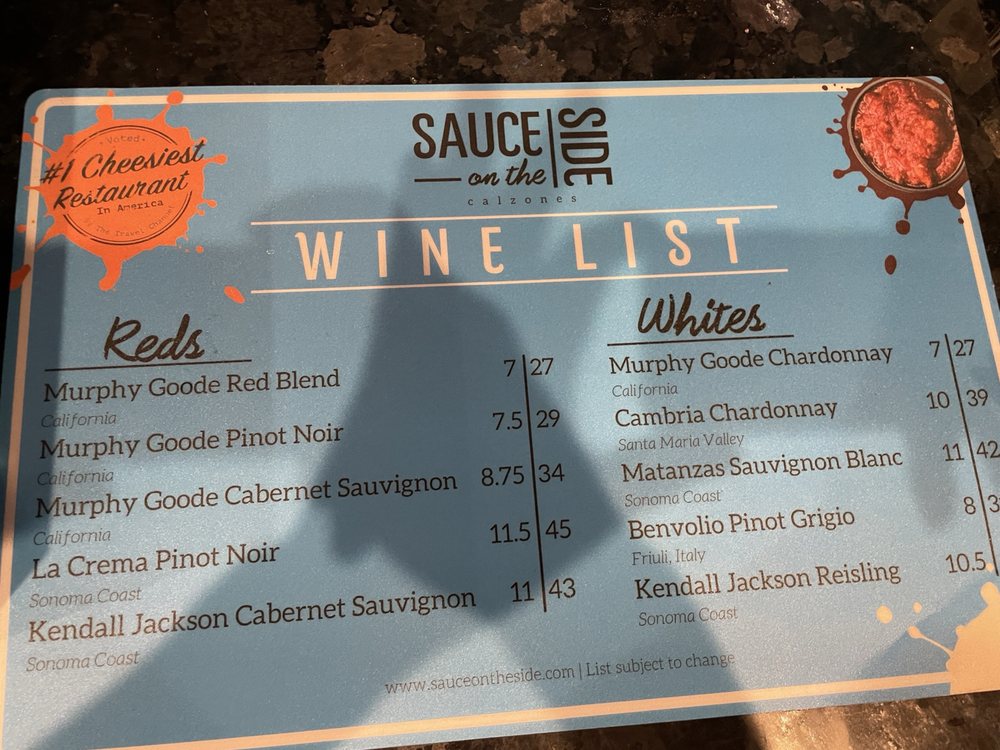 Voted
#1 Cheesiest
Restaurant
In America
By The Travel Channel
SAUCE
on the
SIDE
calzones
WINE LIST
Reds
Murphy Goode Red Blend 7 | 27
California
Murphy Goode Pinot Noir 7.5 | 29
California
Murphy Goode Cabernet Sauvignon 8.75 | 34
California
La Crema Pinot Noir 11.5 | 45
Sonoma Coast
Kendall Jackson Cabernet Sauvignon 11 | 43
Sonoma Coast
Whites
Murphy Goode Chardonnay 7 | 27
California
Cambria Chardonnay 10 | 39
Santa Maria Valley
Matanzas Sauvignon Blanc 11 | 42
Sonoma Coast
Benvolio Pinot Grigio 8 | 3
Friuli, Italy
Kendall Jackson Reisling 10.5
Sonoma Coast
www.sauceontheside.com | List subject to change